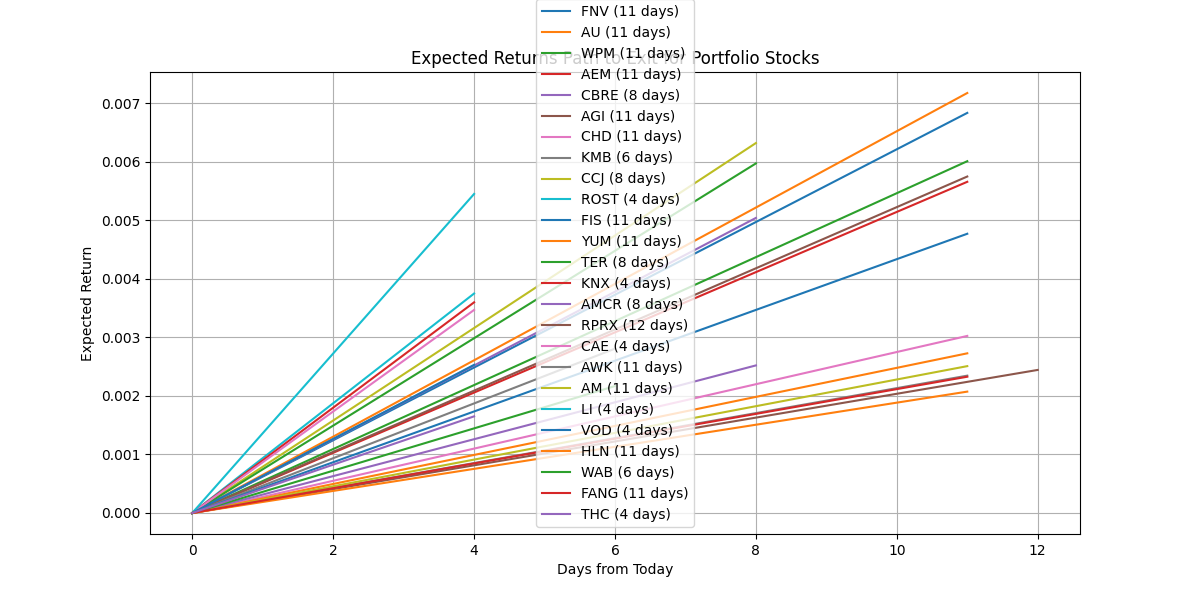 Expected Returns Path to Exit for Portfolio Stocks
FNV (11 days)
AU (11 days)
WPM (11 days)
AEM (11 days)
CBRE (8 days)
AGI (11 days)
CHD (11 days)
KMB (6 days)
CCJ (8 days)
ROST (4 days)
FIS (11 days)
YUM (11 days)
TER (8 days)
KNX (4 days)
AMCR (8 days)
RPRX (12 days)
CAE (4 days)
AWK (11 days)
AM (11 days)
LI (4 days)
VOD (4 days)
HLN (11 days)
WAB (6 days)
FANG (11 days)
THC (4 days)
Expected Return
0.007
0.006
0.005
0.004
0.003
0.002
0.001
0.000
0 2 4 6 8 10 12
Days from Today